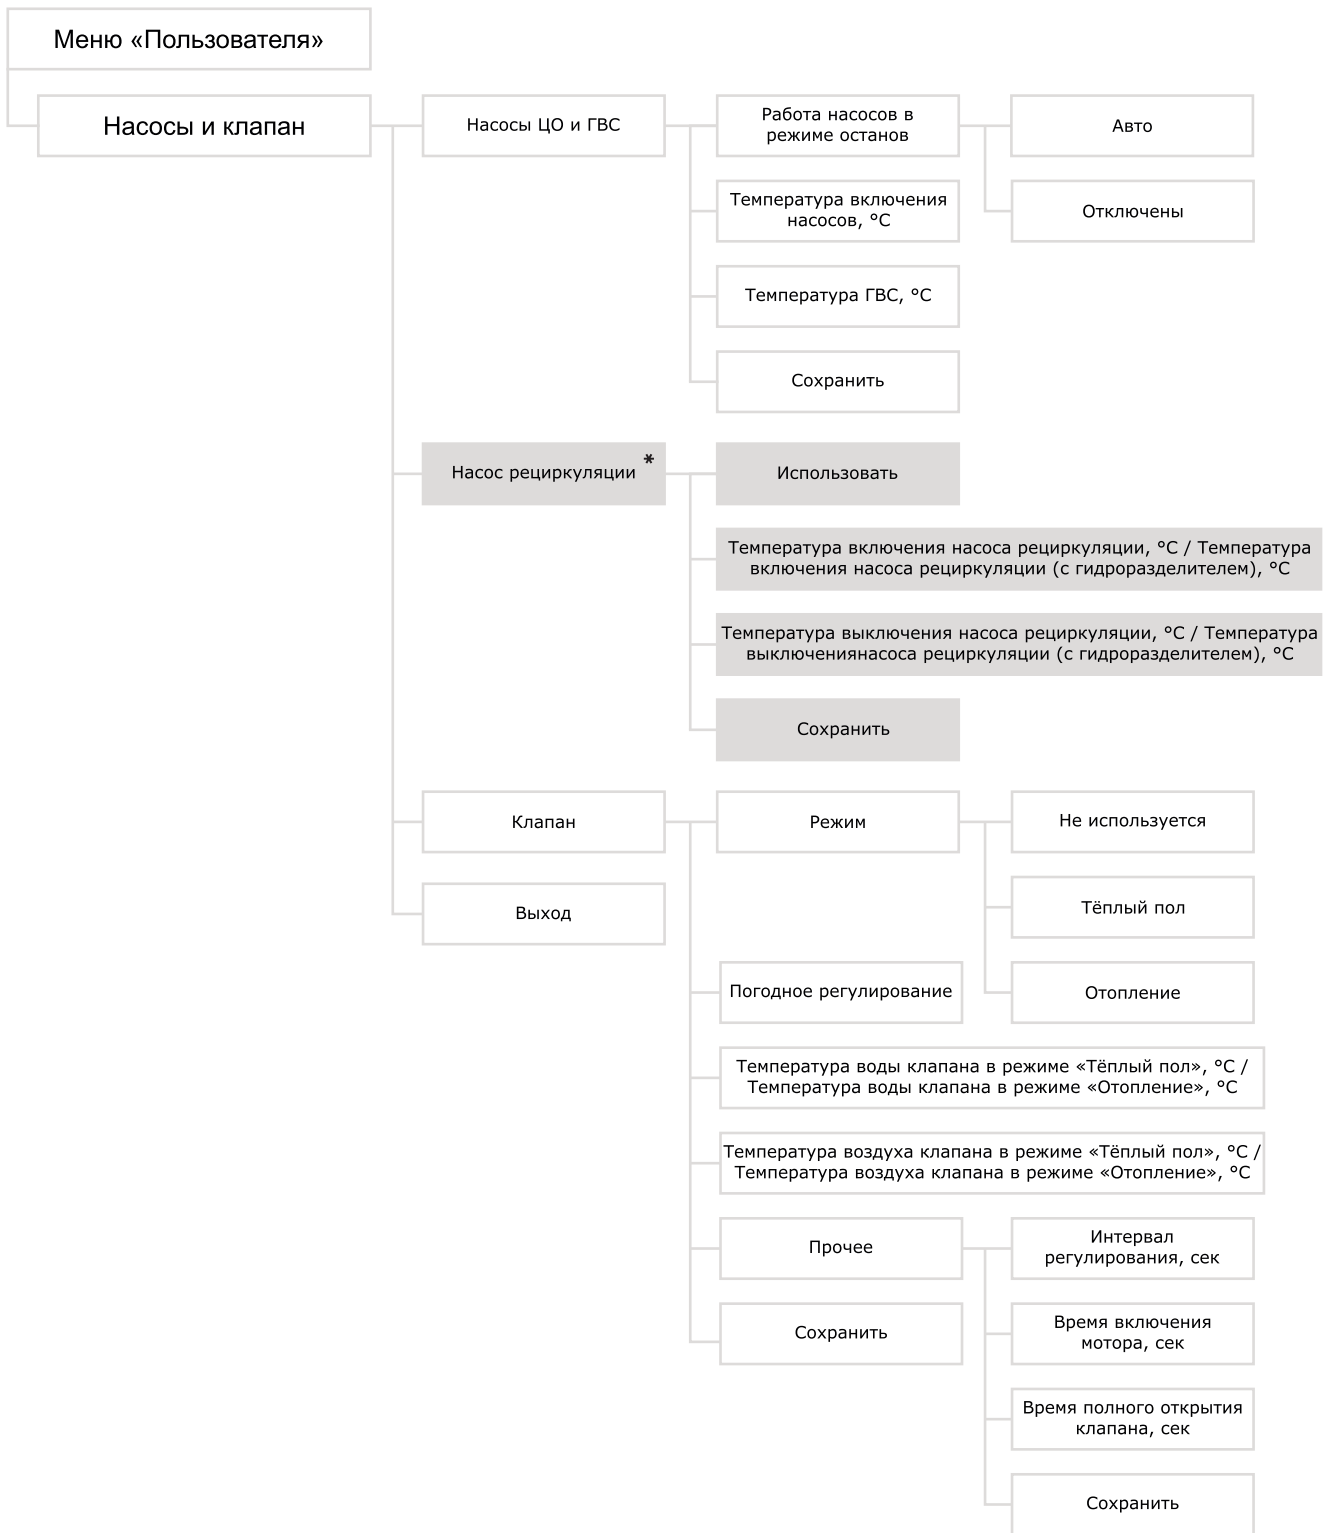 Меню «Пользователя»
Насосы и клапан
Насосы ЦО и ГВС
Работа насосов в
режиме останов
Авто
Отключены
Температура включения
насосов, °С
Температура ГВС, °С
Сохранить
Насос рециркуляции *
Использовать
Температура включения насоса рециркуляции, °С / Температура
включения насоса рециркуляции (с гидроразделителем), °С
Температура выключения насоса рециркуляции, °С / Температура
выключениянасоса рециркуляции (с гидроразделителем), °С
Сохранить
Клапан
Режим
Не используется
Тёплый пол
Отопление
Выход
Погодное регулирование
Температура воды клапана в режиме «Тёплый пол», °С /
Температура воды клапана в режиме «Отопление», °С
Температура воздуха клапана в режиме «Тёплый пол», °С /
Температура воздуха клапана в режиме «Отопление», °С
Прочее
Интервал
регулирования, сек
Время включения
мотора, сек
Время полного открытия
клапана, сек
Сохранить
Сохранить